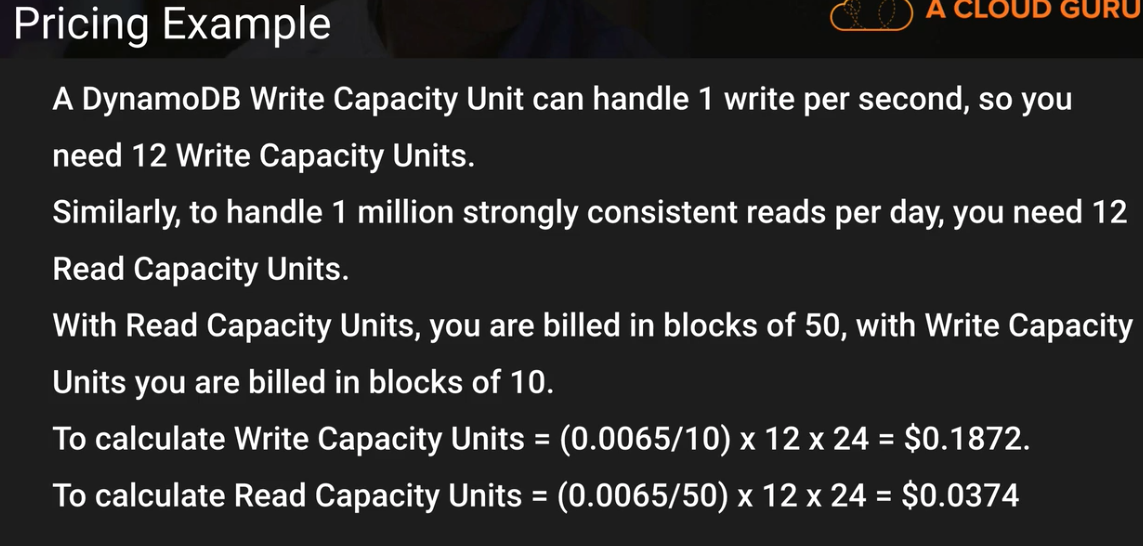 Pricing Example
A CLOUD GURU
A DynamoDB Write Capacity Unit can handle 1 write per second, so you
need 12 Write Capacity Units.
Similarly, to handle 1 million strongly consistent reads per day, you need 12
Read Capacity Units.
With Read Capacity Units, you are billed in blocks of 50, with Write Capacity
Units you are billed in blocks of 10.
To calculate Write Capacity Units = (0.0065/10) x 12 x 24 = $0.1872.
To calculate Read Capacity Units = (0.0065/50) x 12 x 24 = $0.0374